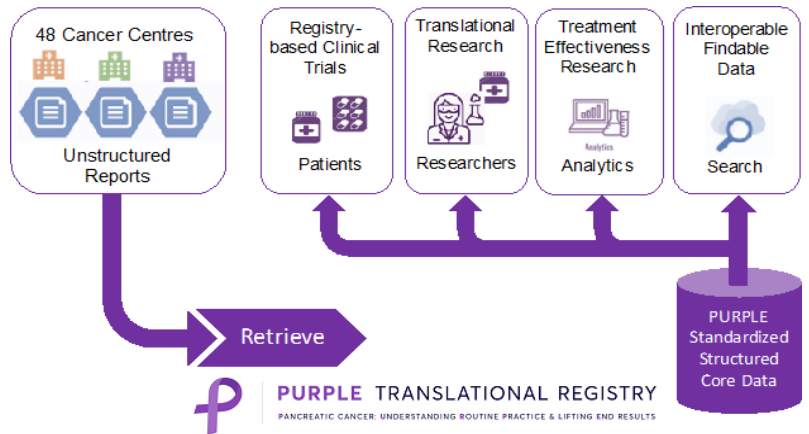 48 Cancer Centres
Unstructured
Reports
Registry-
based Clinical
Trials
Patients
Translational
Research
Researchers
Treatment
Effectiveness
Research
Analytics
Analytics
Interoperable
Findable
Data
Search
Retrieve
PURPLE
Standardized
Structured
Core Data
PURPLE TRANSLATIONAL REGISTRY
PANCREATIC CANCER: UNDERSTANDING ROUTINE PRACTICE & LIFTING END RESULTS